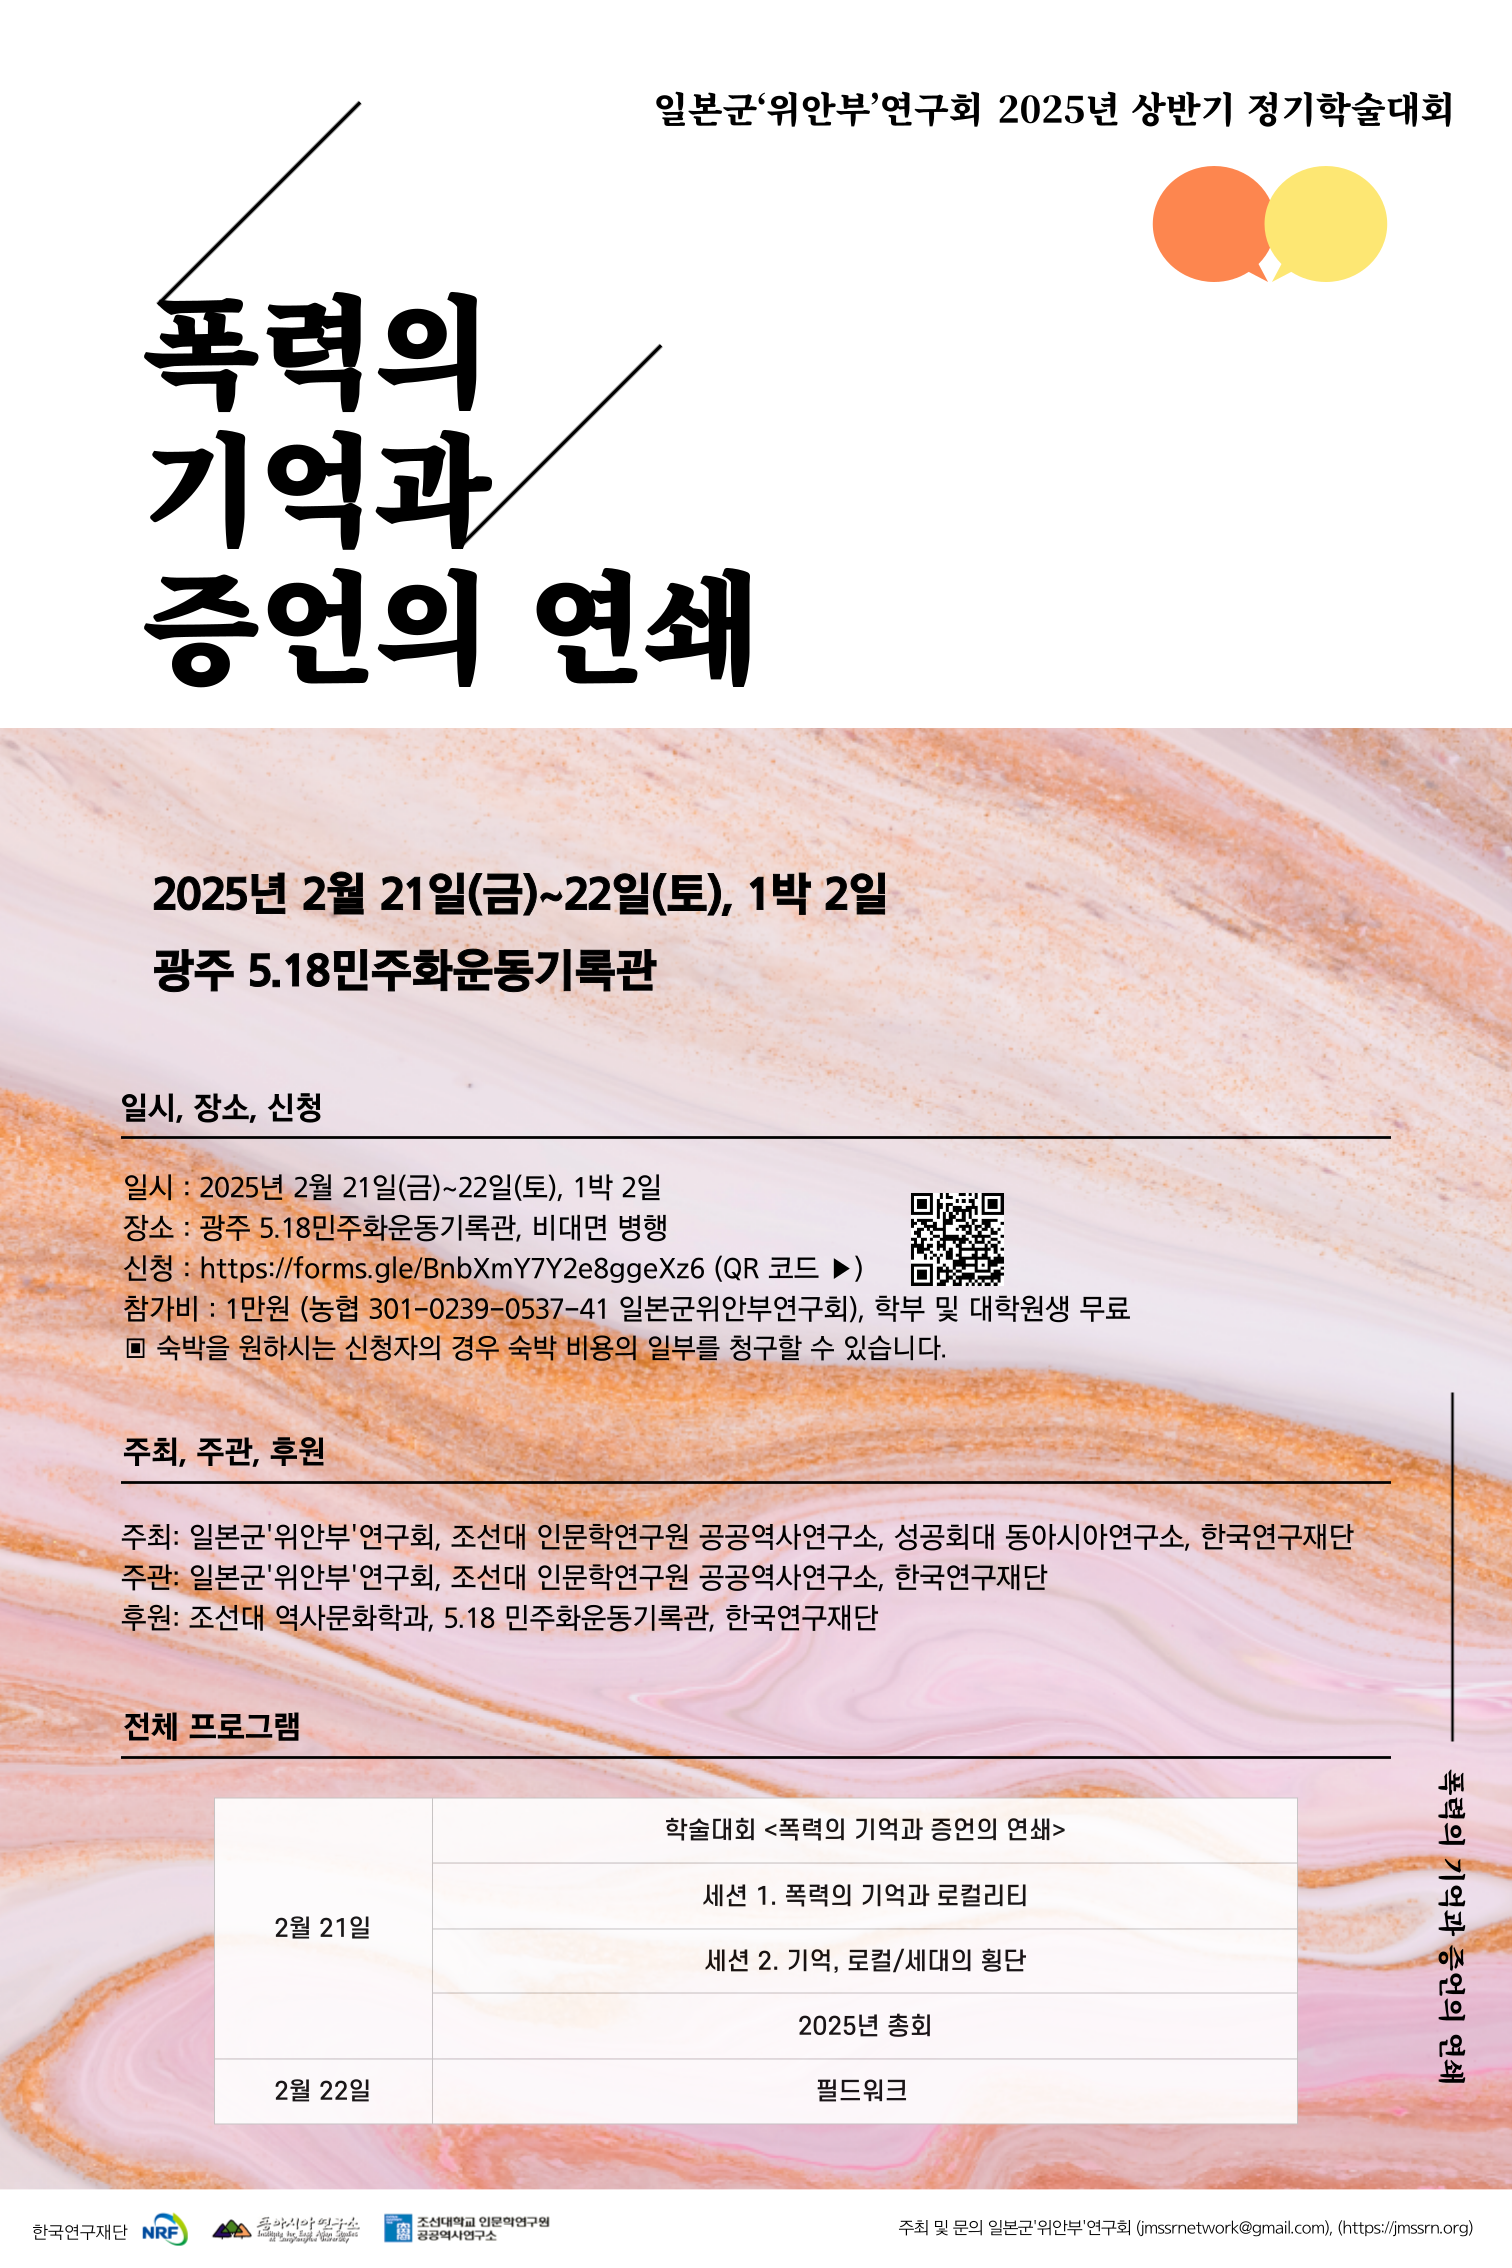 일본군‘위안부’연구회 2025년 상반기 정기학술대회
폭력의
기억과
증언의 연쇄
2025년 2월 21일(금)~22일(토), 1박 2일
광주 5.18민주화운동기록관
일시, 장소, 신청
일시 : 2025년 2월 21일(금)~22일(토), 1박 2일
장소 : 광주 5.18민주화운동기록관, 비대면 병행
신청 : https://forms.gle/BnbXmY7Y2e8ggeXz6 (QR 코드 ▶)
참가비 : 1만원 (농협 301-0239-0537-41 일본군위안부연구회), 학부 및 대학원생 무료
▣ 숙박을 원하시는 신청자의 경우 숙박 비용의 일부를 청구할 수 있습니다.
주최, 주관, 후원
주최: 일본군'위안부'연구회, 조선대 인문학연구원 공공역사연구소, 성공회대 동아시아연구소, 한국연구재단
주관: 일본군'위안부'연구회, 조선대 인문학연구원 공공역사연구소, 한국연구재단
후원: 조선대 역사문화학과, 5.18 민주화운동기록관, 한국연구재단
전체 프로그램
2월 21일
학술대회 <폭력의 기억과 증언의 연쇄>
세션 1. 폭력의 기억과 로컬리티
세션 2. 기억, 로컬/세대의 횡단
2025년 총회
2월 22일
필드워크
폭력의 기억과 증언의 연쇄
한국연구재단
NRF
동아시아연구소
Institute for East Asian Studies
at SungKongHoe University
조선대학교 인문학연구원
공공역사연구소
주최 및 문의 일본군'위안부'연구회 (jmssrnetwork@gmail.com), (https://jmssrn.org)